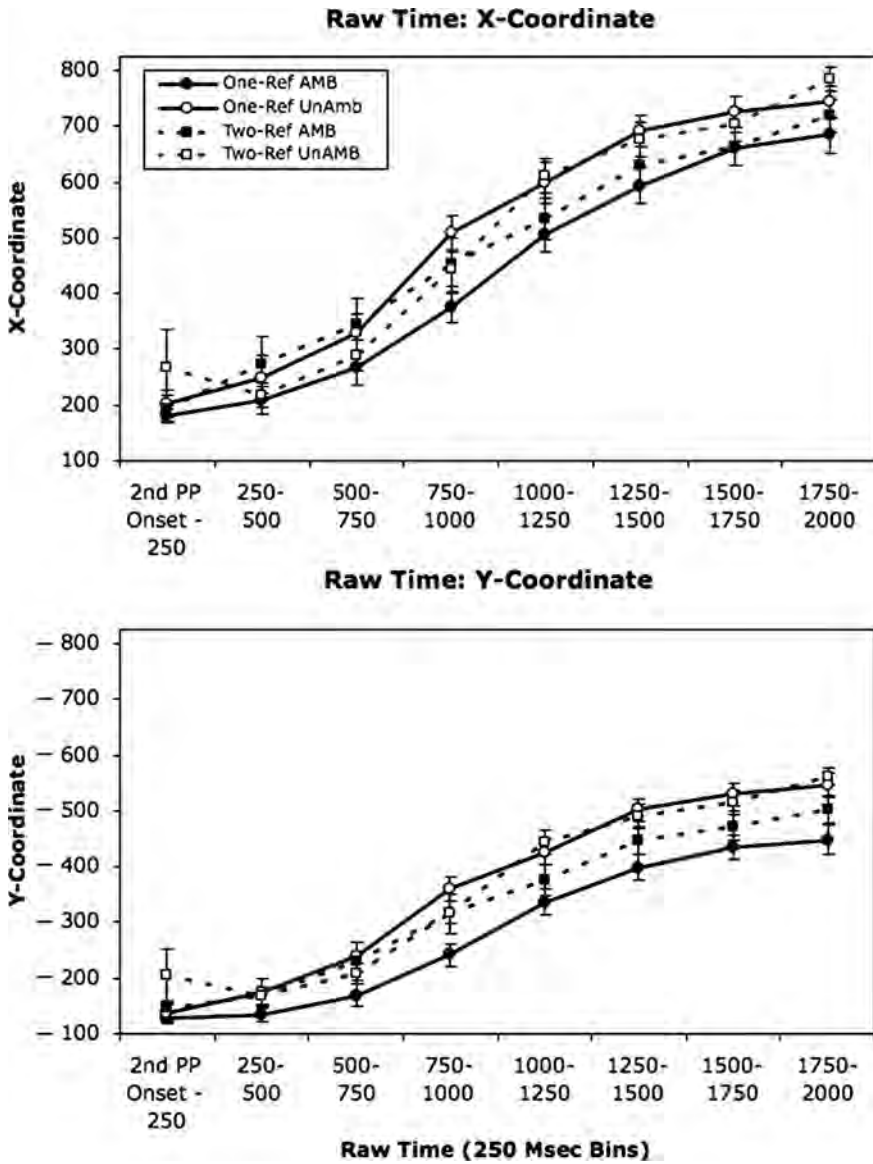 Raw Time: X-Coordinate
800
700
600
500
400
300
200
100
X-Coordinate
One-Ref AMB
One-Ref UnAmb
Two-Ref AMB
Two-Ref UnAMB
2nd PP 250- 500- 750- 1000- 1250- 1500- 1750-
Onset - 500 750 1000 1250 1500 1750 2000
250
Raw Time: Y-Coordinate
— 800
— 700
— 600
— 500
— 400
— 300
— 200
— 100
Y-Coordinate
2nd PP 250- 500- 750- 1000- 1250- 1500- 1750-
Onset - 500 750 1000 1250 1500 1750 2000
250
Raw Time (250 Msec Bins)